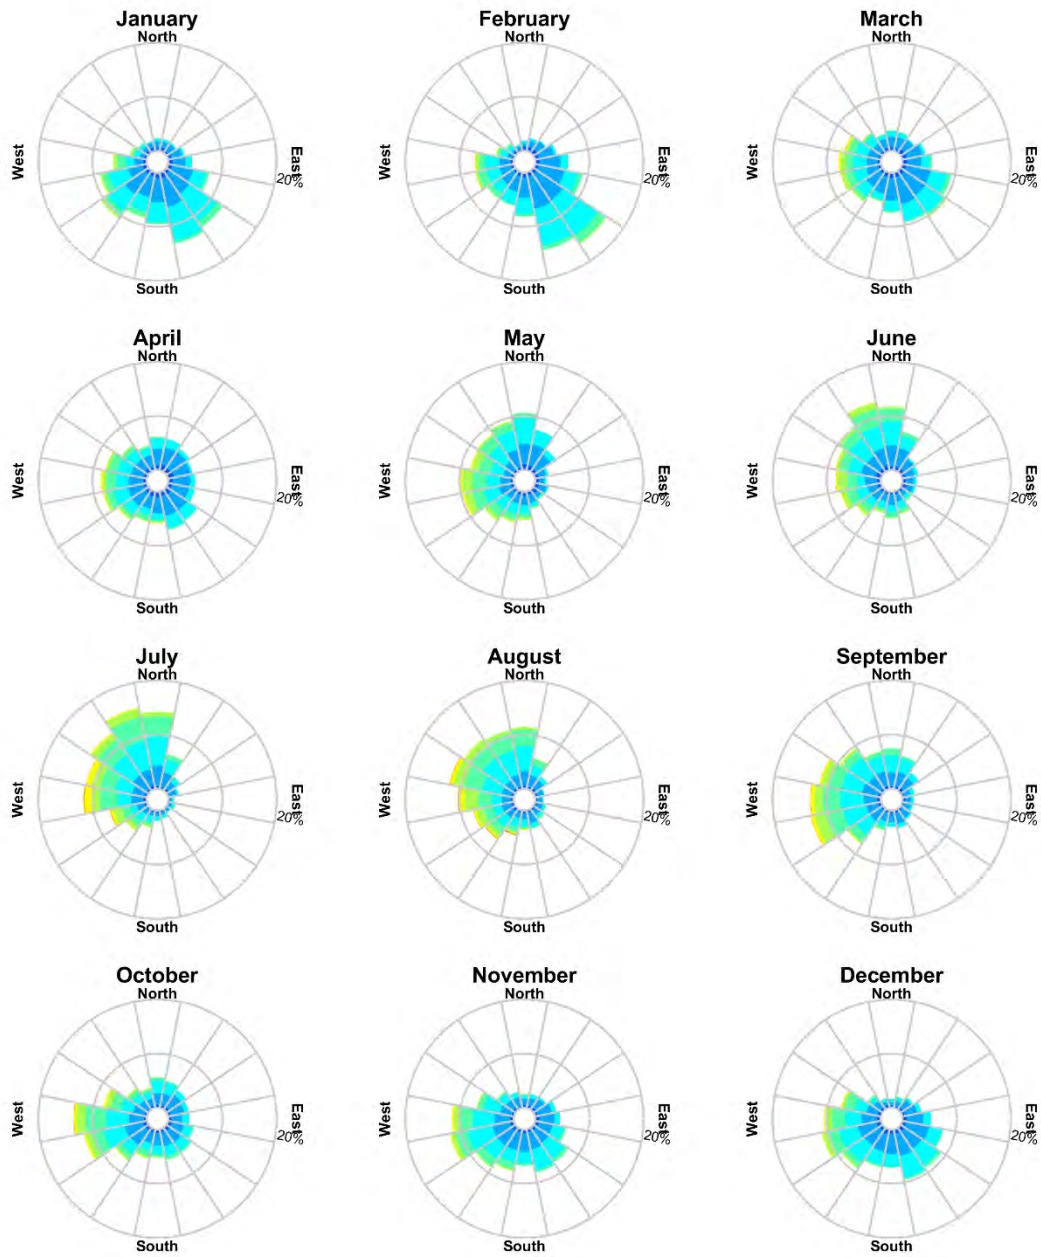 January
North
West
East
20%
South
February
North
West
East
20%
South
March
North
West
East
20%
South
April
North
West
East
20%
South
May
North
West
East
20%
South
June
North
West
East
20%
South
July
North
West
East
20%
South
August
North
West
East
20%
South
September
North
West
East
20%
South
October
North
West
East
20%
South
November
North
West
East
20%
South
December
North
West
East
20%
South